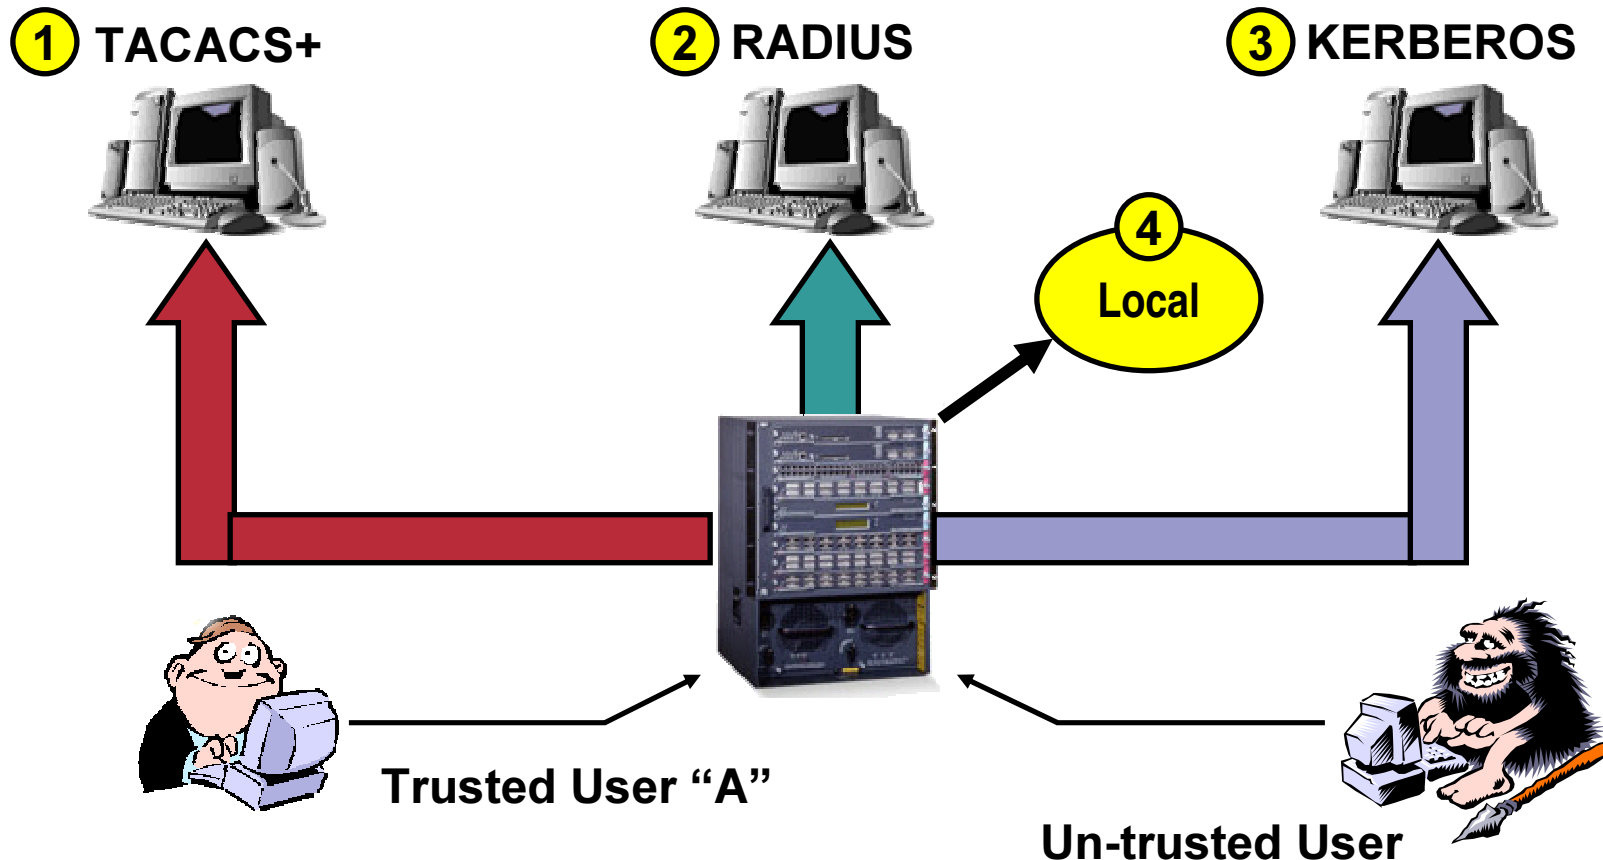 1 TACACS+
2 RADIUS
3 KERBEROS
4
Local
Trusted User “A”
Un-trusted User